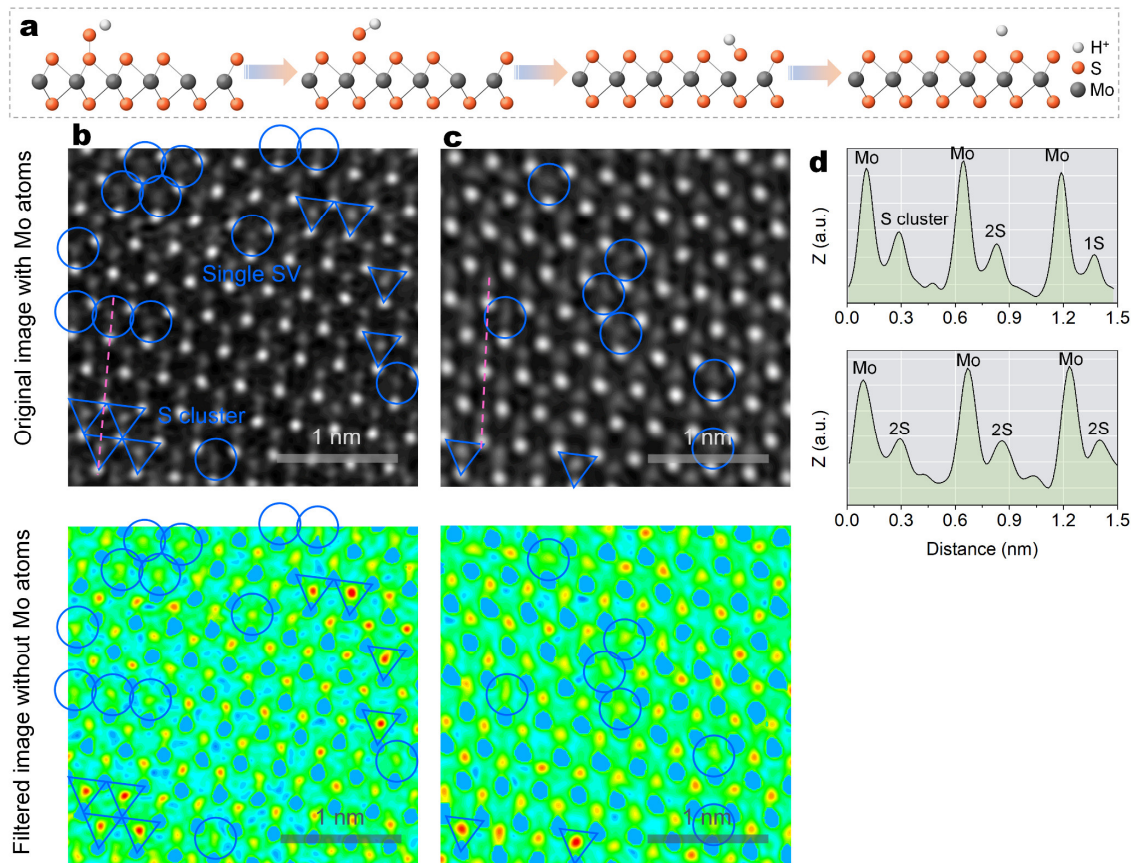 a
H⁺
S
Mo
b
c
d
Original image with Mo atoms
Single SV
S cluster
1 nm
1 nm
Mo
Mo
Mo
S cluster
2S
1S
Z (a.u.)
0.0 0.3 0.6 0.9 1.2 1.5
Mo
Mo
Mo
2S
2S
2S
Z (a.u.)
0.0 0.3 0.6 0.9 1.2 1.5
Distance (nm)
Filtered image without Mo atoms
1 nm
1 nm